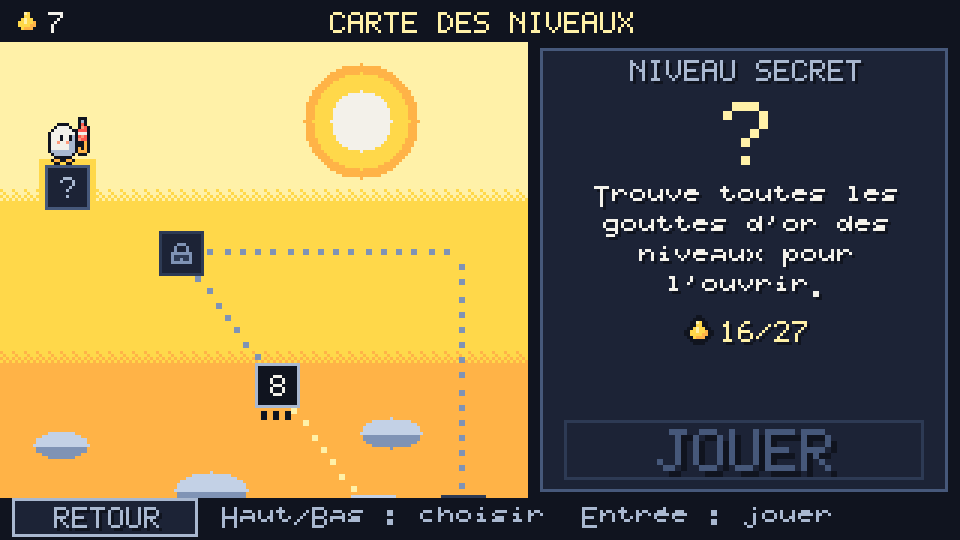 7
CARTE DES NIVEAUX
NIVEAU SECRET
?
?
Trouve toutes les
gouttes d'or des
niveaux pour
l'ouvrir.
16/27
8
JOUER
RETOUR
Haut/Bas : choisir
Entrée : jouer